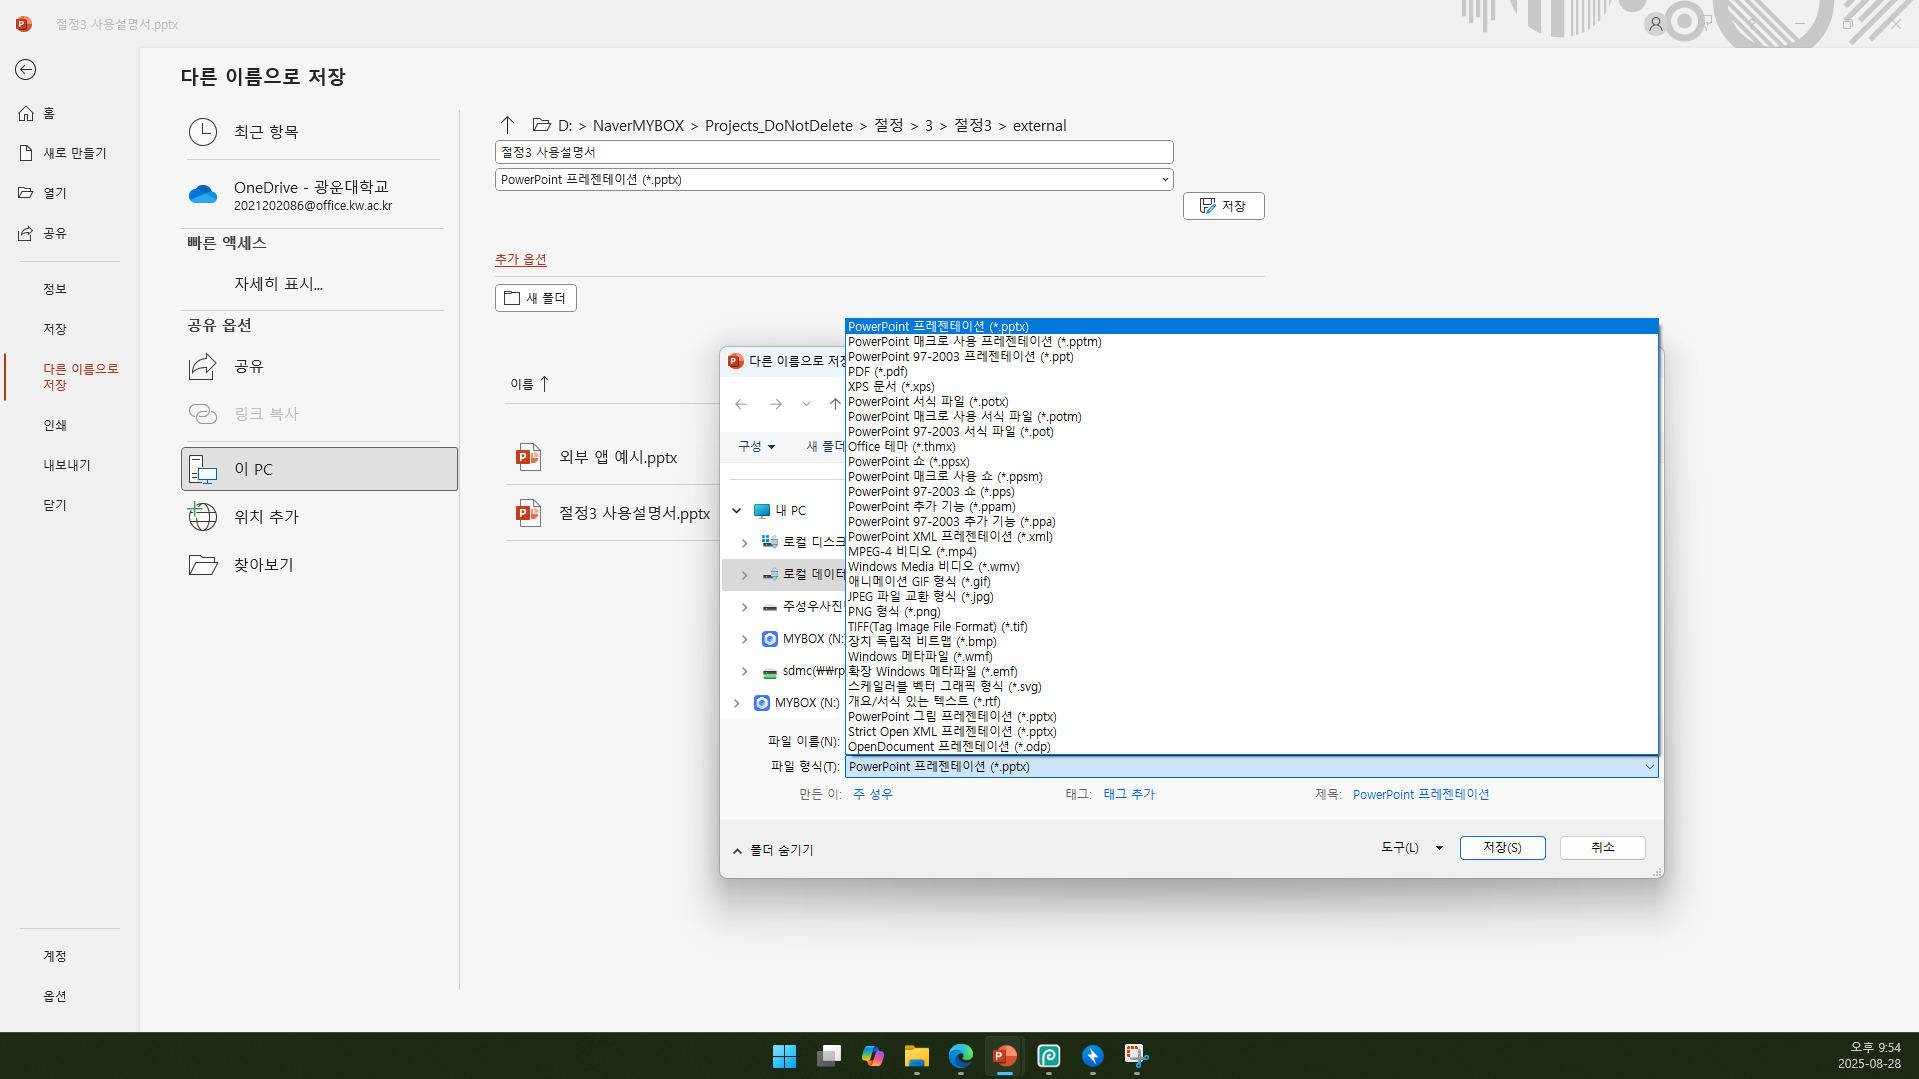 절정3 사용설명서.pptx
홈
새로 만들기
열기
공유
정보
저장
다른 이름으로
저장
인쇄
내보내기
닫기
계정
옵션
다른 이름으로 저장
최근 항목
OneDrive - 광운대학교
2021202086@office.kw.ac.kr
빠른 액세스
자세히 표시...
공유 옵션
공유
링크 복사
이 PC
위치 추가
찾아보기
D: > NaverMYBOX > Projects_DoNotDelete > 절정 > 3 > 절정3 > external
절정3 사용설명서
PowerPoint 프레젠테이션 (*.pptx)
저장
추가 옵션
새 폴더
이름 ↑
외부 앱 예시.pptx
절정3 사용설명서.pptx
다른 이름으로 저장
구성
새 폴더
내 PC
로컬 디스크
로컬 데이터
주성우사진
MYBOX (N:)
sdmc(₩₩rp
MYBOX (N:)
PowerPoint 프레젠테이션 (*.pptx)
PowerPoint 매크로 사용 프레젠테이션 (*.pptm)
PowerPoint 97-2003 프레젠테이션 (*.ppt)
PDF (*.pdf)
XPS 문서 (*.xps)
PowerPoint 서식 파일 (*.potx)
PowerPoint 매크로 사용 서식 파일 (*.potm)
PowerPoint 97-2003 서식 파일 (*.pot)
Office 테마 (*.thmx)
PowerPoint 쇼 (*.ppsx)
PowerPoint 매크로 사용 쇼 (*.ppsm)
PowerPoint 97-2003 쇼 (*.pps)
PowerPoint 추가 기능 (*.ppam)
PowerPoint 97-2003 추가 기능 (*.ppa)
PowerPoint XML 프레젠테이션 (*.xml)
MPEG-4 비디오 (*.mp4)
Windows Media 비디오 (*.wmv)
애니메이션 GIF 형식 (*.gif)
JPEG 파일 교환 형식 (*.jpg)
PNG 형식 (*.png)
TIFF(Tag Image File Format) (*.tif)
장치 독립적 비트맵 (*.bmp)
Windows 메타파일 (*.wmf)
확장 Windows 메타파일 (*.emf)
스케일러블 벡터 그래픽 형식 (*.svg)
개요/서식 있는 텍스트 (*.rtf)
PowerPoint 그림 프레젠테이션 (*.pptx)
Strict Open XML 프레젠테이션 (*.pptx)
OpenDocument 프레젠테이션 (*.odp)
파일 이름(N):
파일 형식(T): PowerPoint 프레젠테이션 (*.pptx)
만든 이: 주 성우 태그: 태그 추가 제목: PowerPoint 프레젠테이션
폴더 숨기기
도구(L)
저장(S)
취소
오후 9:54
2025-08-28